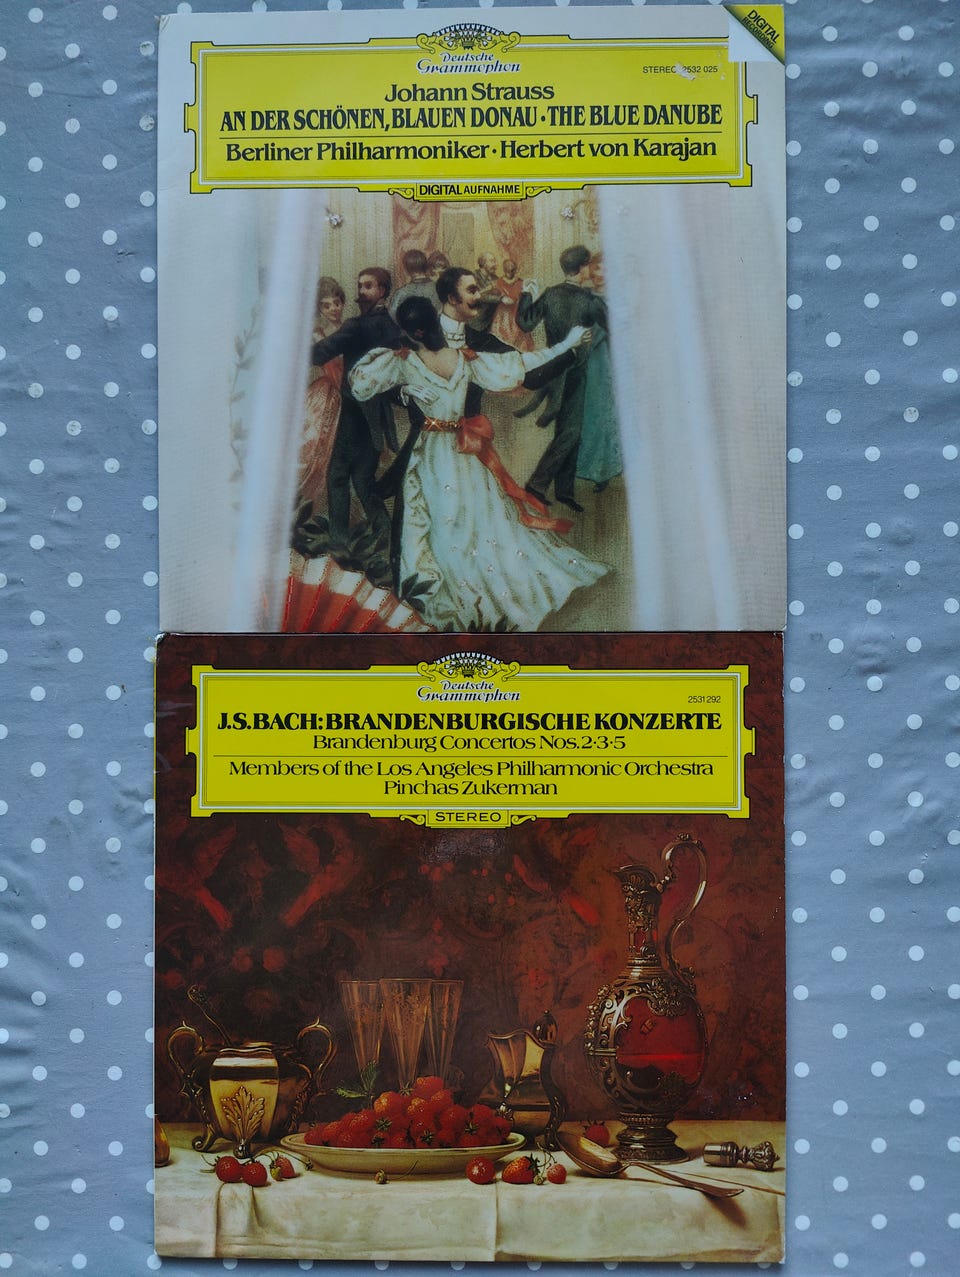 DIGITAL
RECORDING
Deutsche
Grammophon
STEREO 2532 025
Johann Strauss
AN DER SCHÖNEN, BLAUEN DONAU · THE BLUE DANUBE
Berliner Philharmoniker · Herbert von Karajan
DIGITAL AUFNAHME
Deutsche
Grammophon
2531 292
J.S.BACH: BRANDENBURGISCHE KONZERTE
Brandenburg Concertos Nos. 2·3·5
Members of the Los Angeles Philharmonic Orchestra
Pinchas Zukerman
STEREO